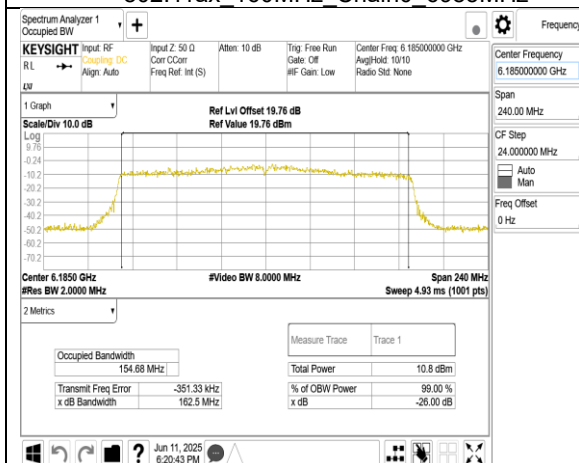 Spectrum Analyzer 1
Occupied BW
Frequency
KEYSIGHT Input: RF Input Z: 50 Ω Atten: 10 dB Trig: Free Run Center Freq: 6.185000000 GHz
RL Coupling: DC Corr CCorr Gate: Off Avg|Hold: 10/10
Align: Auto Freq Ref: Int (S) #IF Gain: Low Radio Std: None
LXI
Center Frequency
6.185000000 GHz
Span
240.00 MHz
CF Step
24.000000 MHz
Auto
Man
Freq Offset
0 Hz
1 Graph
Ref Lvl Offset 19.76 dB
Scale/Div 10.0 dB Ref Value 19.76 dBm
Log
9.76
-0.24
-10.2
-20.2
-30.2
-40.2
-50.2
-60.2
-70.2
Center 6.1850 GHz #Video BW 8.0000 MHz Span 240 MHz
#Res BW 2.0000 MHz Sweep 4.93 ms (1001 pts)
2 Metrics
Measure Trace Trace 1
Occupied Bandwidth
154.68 MHz
Total Power 10.8 dBm
Transmit Freq Error -351.33 kHz % of OBW Power 99.00 %
x dB Bandwidth 162.5 MHz x dB -26.00 dB
Jun 11, 2025
6:20:43 PM